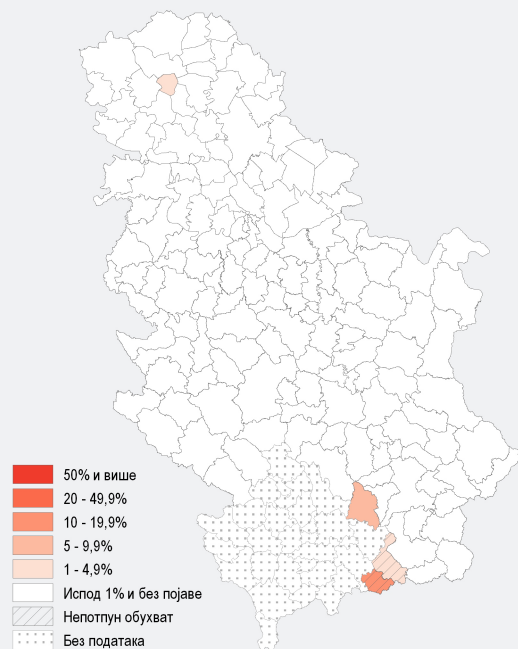 50% и више
20 - 49,9%
10 - 19,9%
5 - 9,9%
1 - 4,9%
Испод 1% и без појаве
Непотпун обухват
Без података